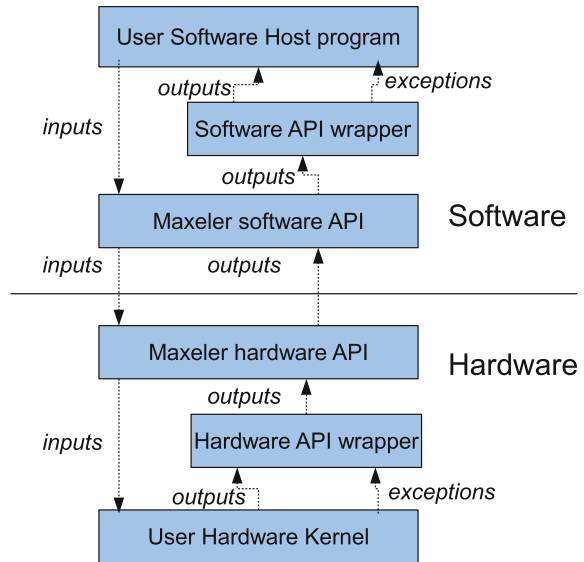 User Software Host program
outputs
exceptions
inputs
Software API wrapper
outputs
Maxeler software API
Software
inputs
outputs
Maxeler hardware API
Hardware
outputs
inputs
Hardware API wrapper
outputs
exceptions
User Hardware Kernel